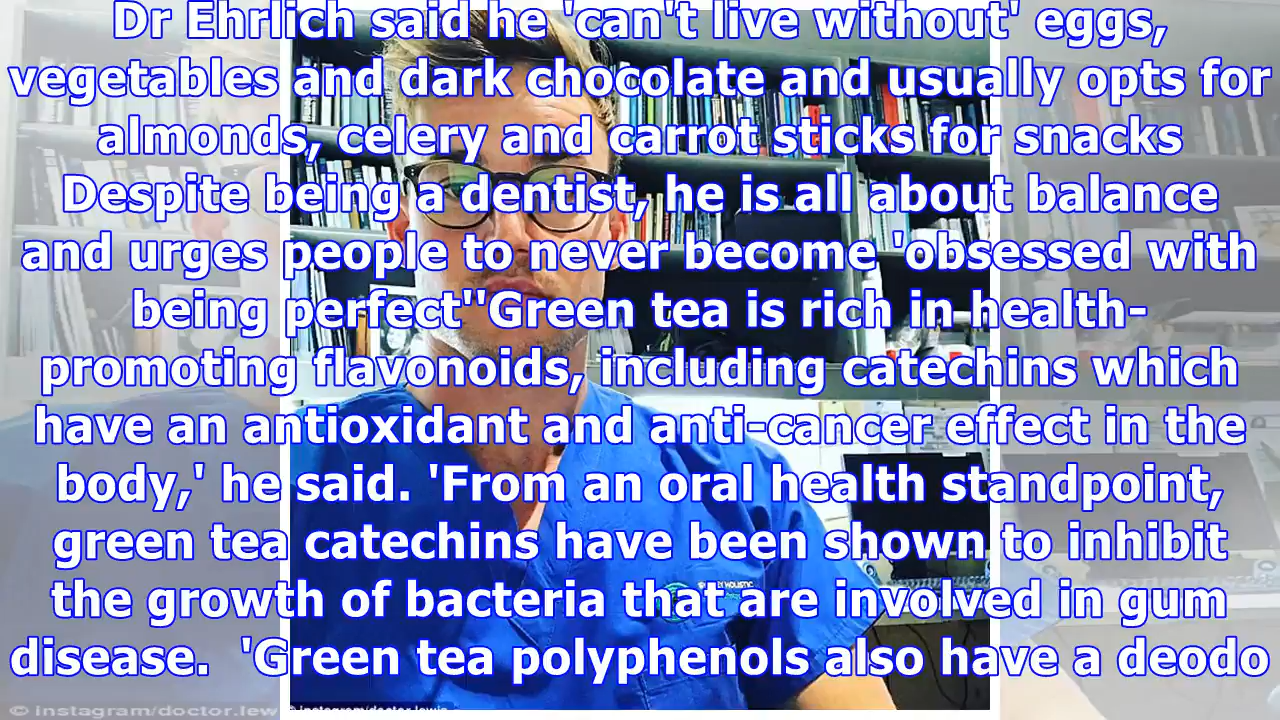 Dr Ehrlich said he 'can't live without' eggs,
vegetables and dark chocolate and usually opts for
almonds, celery and carrot sticks for snacks
Despite being a dentist, he is all about balance
and urges people to never become 'obsessed with
being perfect''Green tea is rich in health-
promoting flavonoids, including catechins which
have an antioxidant and anti-cancer effect in the
body,' he said. 'From an oral health standpoint,
green tea catechins have been shown to inhibit
the growth of bacteria that are involved in gum
disease.  'Green tea polyphenols also have a deodo
HOLISTIC
© instagram/doctor.lew